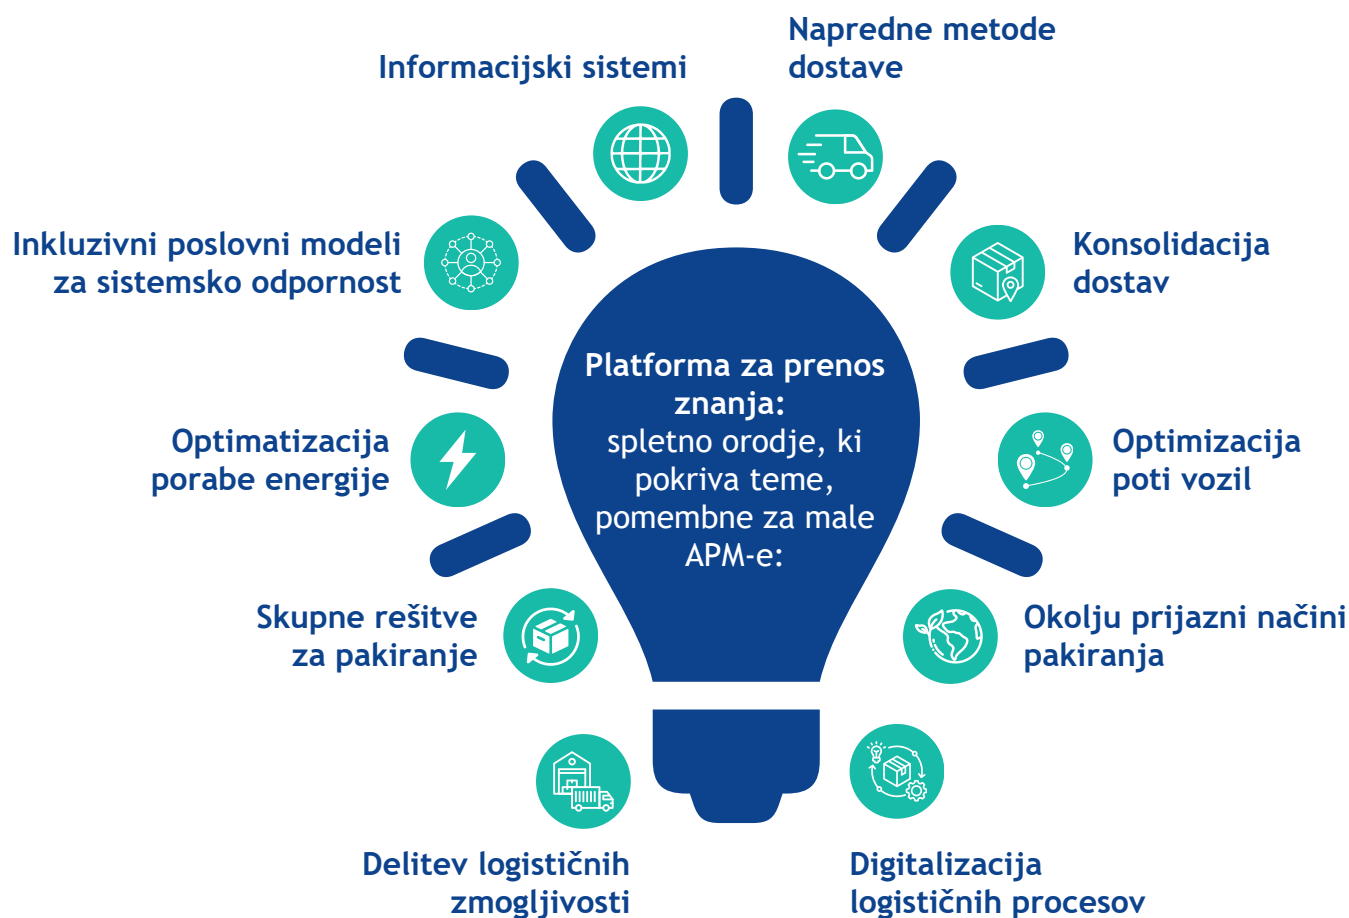 Napredne metode
dostave
Informacijski sistemi
Inkluzivni poslovni modeli
za sistemsko odpornost
Konsolidacija
dostav
Platforma za prenos
znanja:
spletno orodje, ki
pokriva teme,
pomembne za male
APM-e:
Optimatizacija
porabe energije
Optimizacija
poti vozil
Skupne rešitve
za pakiranje
Okolju prijazni načini
pakiranja
Delitev logističnih
zmogljivosti
Digitalizacija
logističnih procesov